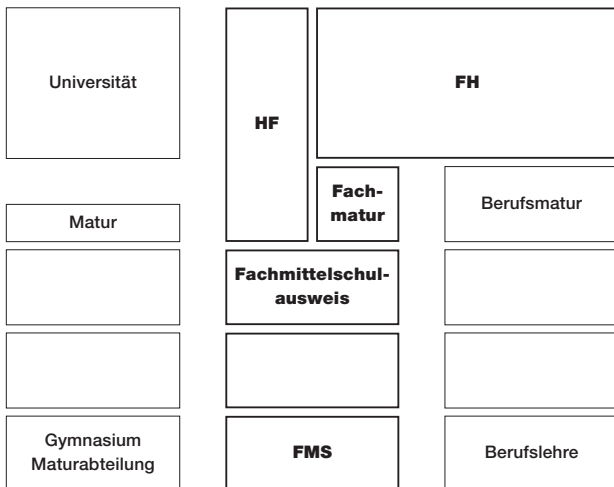 Universität
HF
FH
Fach-
matur
Berufsmatur
Matur
Fachmittelschul-
ausweis
Gymnasium
Maturabteilung
FMS
Berufslehre